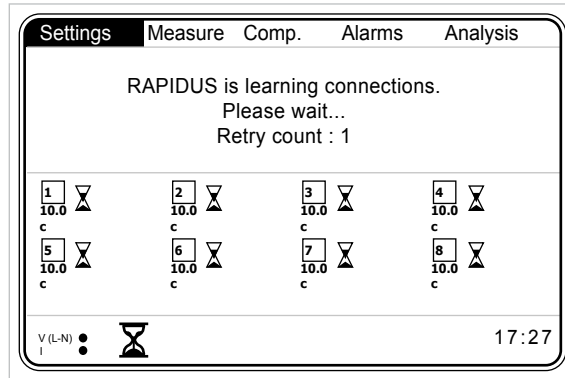 Settings Measure Comp. Alarms Analysis
RAPIDUS is learning connections.
Please wait...
Retry count : 1
1 2 3 4
10.0 10.0 10.0 10.0
c c c c
5 6 7 8
10.0 10.0 10.0 10.0
c c c c
V (L-N) 17:27
I